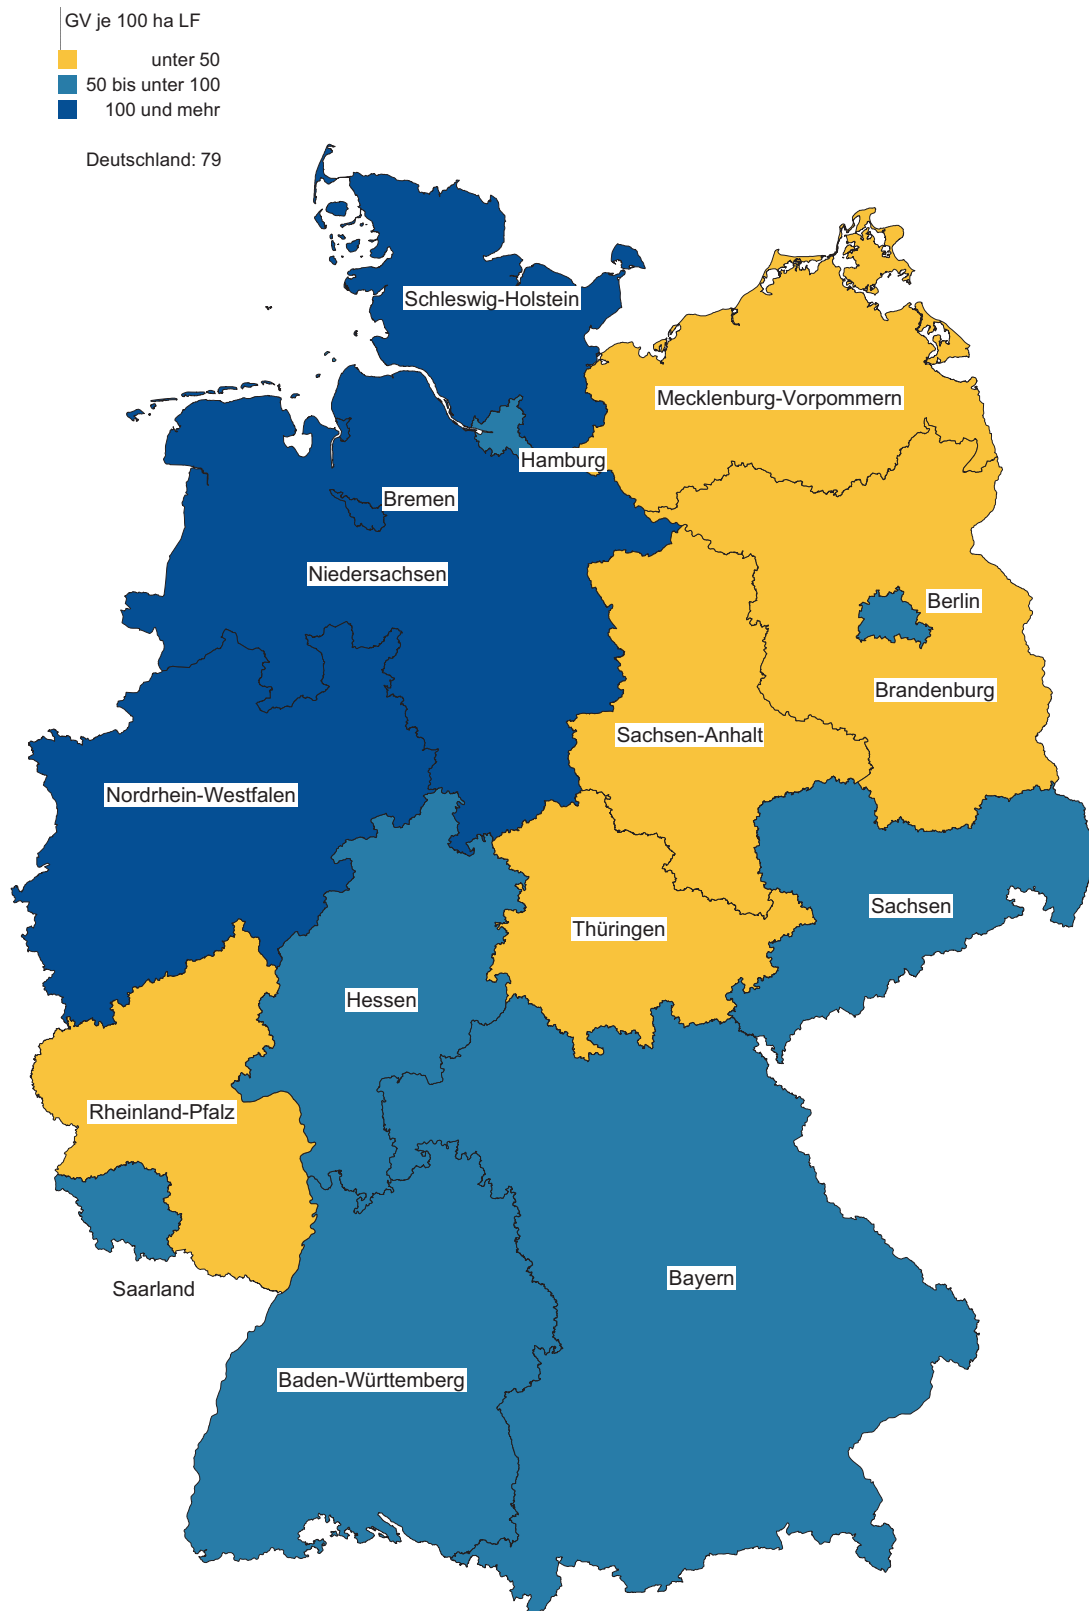 GV je 100 ha LF
unter 50
50 bis unter 100
100 und mehr
Deutschland: 79
Schleswig-Holstein
Mecklenburg-Vorpommern
Hamburg
Bremen
Niedersachsen
Berlin
Brandenburg
Sachsen-Anhalt
Nordrhein-Westfalen
Sachsen
Thüringen
Hessen
Rheinland-Pfalz
Bayern
Saarland
Baden-Württemberg